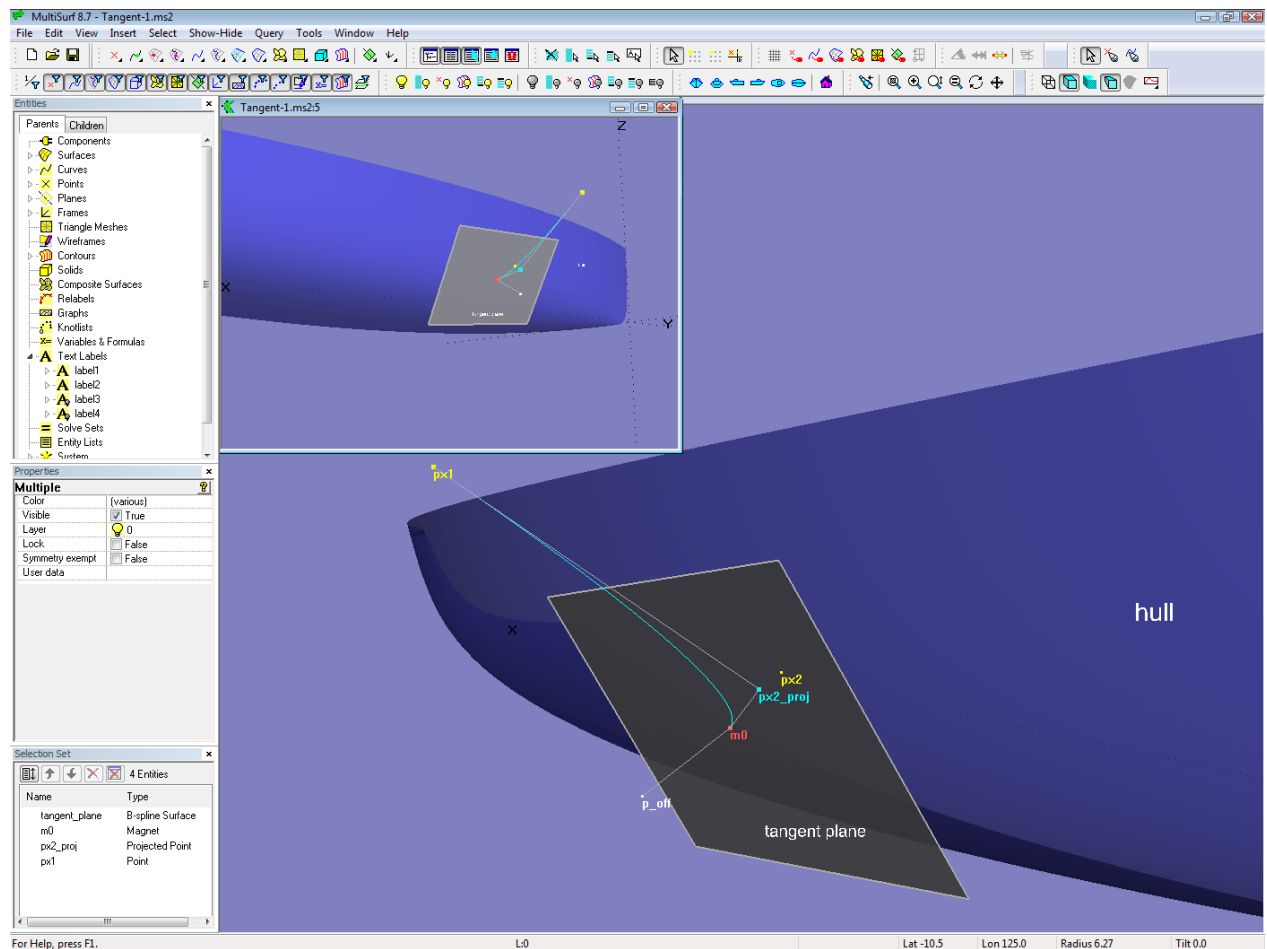 MultiSurf 8.7 - Tangent-1.ms2
File Edit View Insert Select Show-Hide Query Tools Window Help
Entities
Parents Children
Components
Surfaces
Curves
Points
Planes
Frames
Triangle Meshes
Wireframes
Contours
Solids
Composite Surfaces
Relabels
Graphs
Knotlists
Variables & Formulas
Text Labels
label1
label2
label3
label4
Solve Sets
Entity Lists
System
Properties
Multiple
Color (various)
Visible True
Layer 0
Lock False
Symmetry exempt False
User data
Selection Set
4 Entities
Name Type
tangent_plane B-spline Surface
m0 Magnet
px2_proj Projected Point
px1 Point
Tangent-1.ms2:5
Z
X
Y
tangent plane
px1
X
hull
px2
px2_proj
m0
p_off
tangent plane
For Help, press F1. L:0 Lat -10.5 Lon 125.0 Radius 6.27 Tilt 0.0